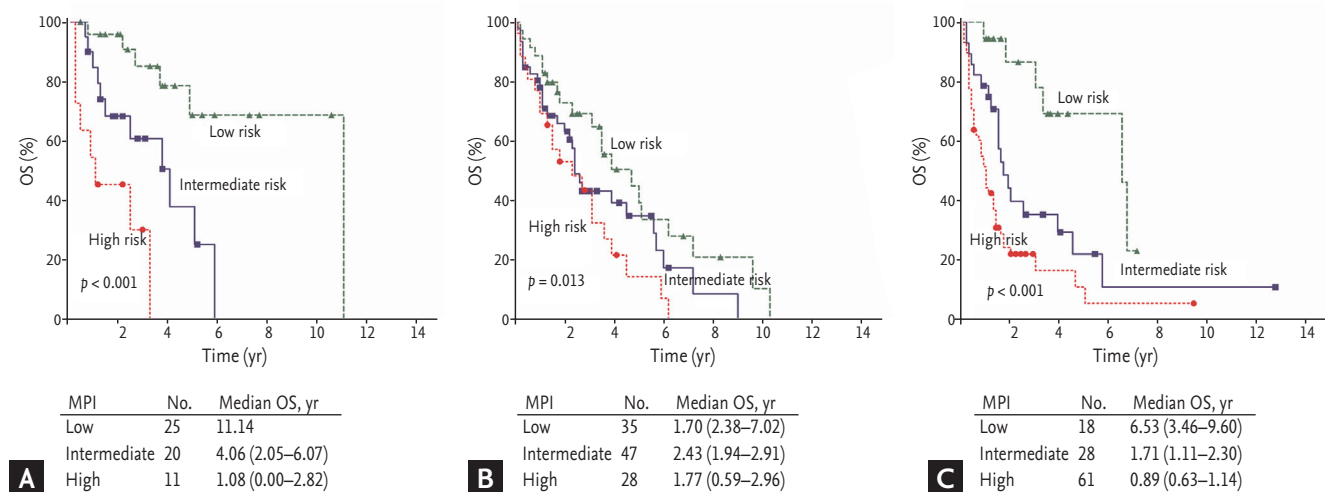 100
80
60
40
20
0
OS (%)
Low risk
Intermediate risk
High risk
p < 0.001
2 4 6 8 10 12 14
Time (yr)
MPI No. Median OS, yr
Low 25 11.14
Intermediate 20 4.06 (2.05–6.07)
High 11 1.08 (0.00–2.82)
A
100
80
60
40
20
0
OS (%)
Low risk
High risk
Intermediate risk
p = 0.013
2 4 6 8 10 12 14
Time (yr)
MPI No. Median OS, yr
Low 35 1.70 (2.38–7.02)
Intermediate 47 2.43 (1.94–2.91)
High 28 1.77 (0.59–2.96)
B
100
80
60
40
20
0
OS (%)
Low risk
High risk
Intermediate risk
p < 0.001
2 4 6 8 10 12 14
Time (yr)
MPI No. Median OS, yr
Low 18 6.53 (3.46–9.60)
Intermediate 28 1.71 (1.11–2.30)
High 61 0.89 (0.63–1.14)
C